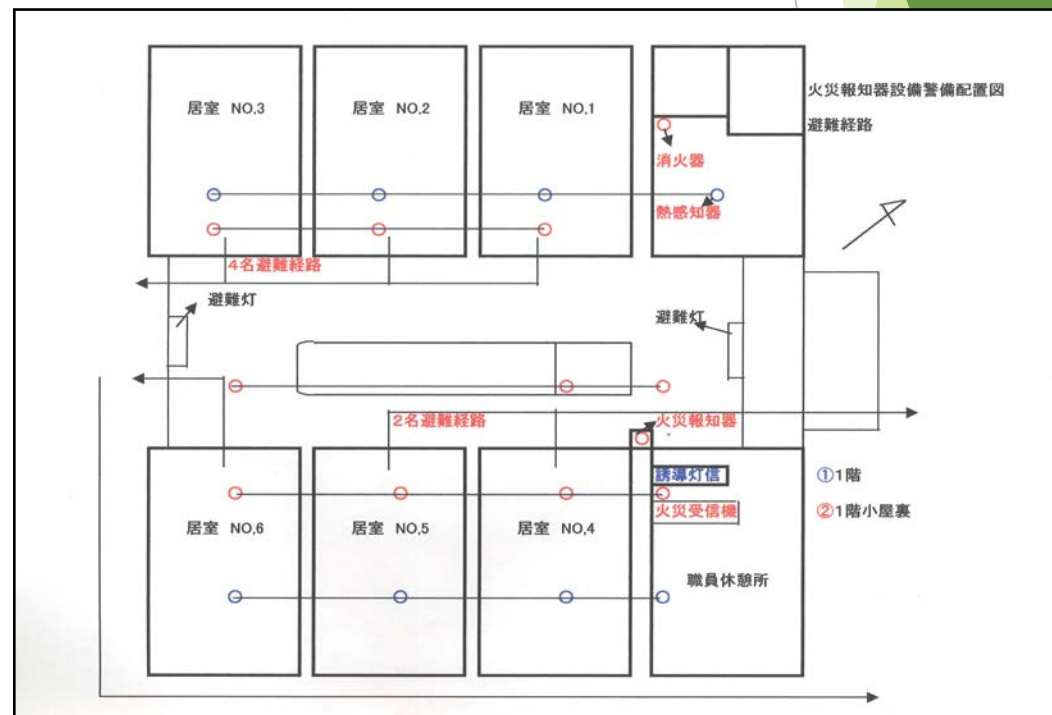 火災報知器設備警備配置図
避難経路
居室 NO,3
居室 NO,2
居室 NO,1
消火器
熱感知器
4名避難経路
避難灯
避難灯
2名避難経路
火災報知器
誘導灯信
火災受信機
①1階
②1階小屋裏
居室 NO,6
居室 NO,5
居室 NO,4
職員休憩所